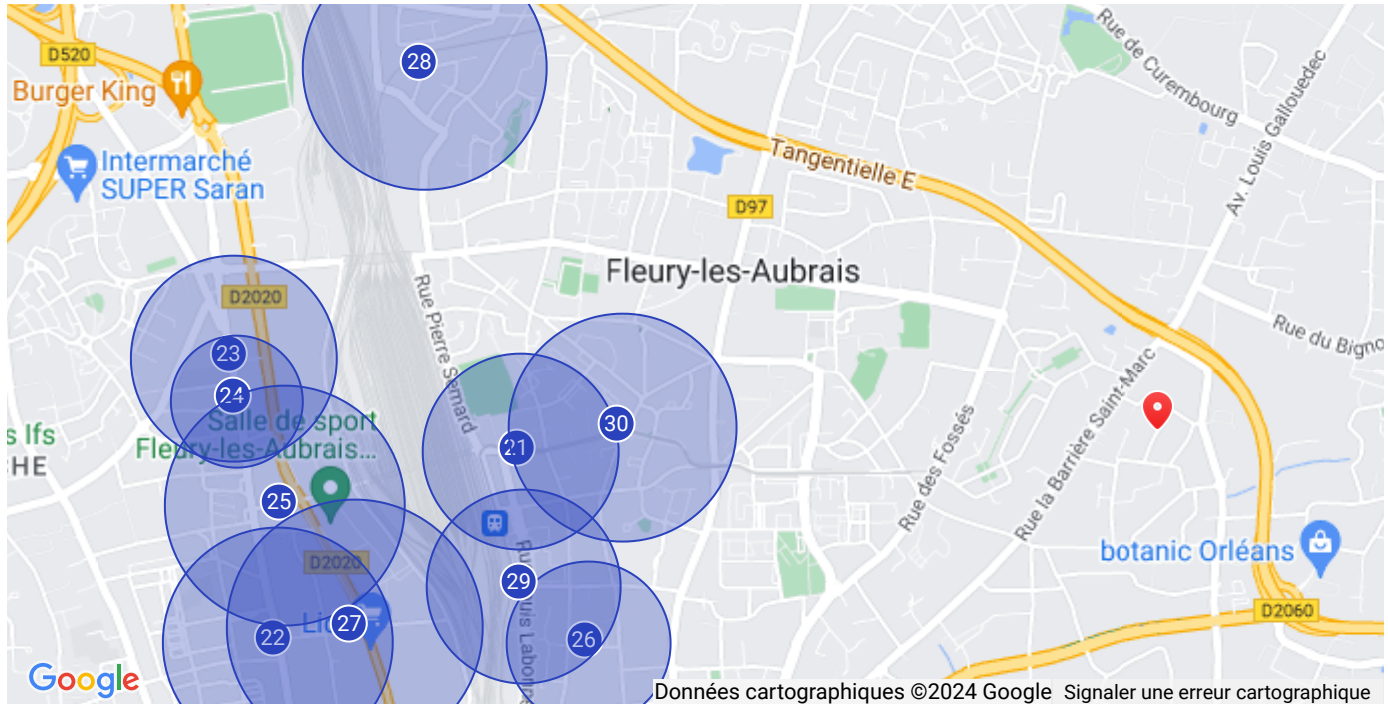 28
D520
Rue de Curembourg
Burger King
Av. Louis Gallouedec
Intermarché
SUPER Saran
Tangentielle E
D97
Fleury-les-Aubrais
D2020
Rue Pierre Semard
Rue du Bigno
23
24
Salle de sport
Fleury-les-Aubrais...
s Ifs
CHE
30
21
25
Rue des Fossés
Rue la Barrière Saint-Marc
botanic Orléans
D2020
29
D2060
22
27
26
Google
Données cartographiques ©2024 Google
Signaler une erreur cartographique